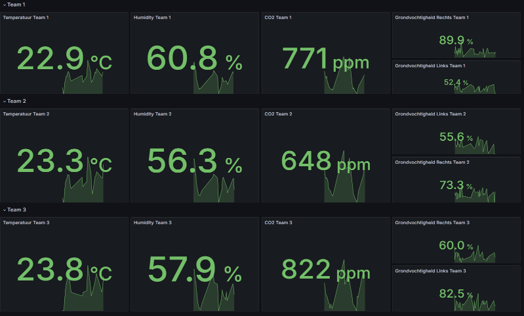 Team 1
Temperatuur Team 1
22.9 °C
Humidity Team 1
60.8 %
CO2 Team 1
771 ppm
Grondvochtigheid Rechts Team 1
89.9 %
Grondvochtigheid Links Team 1
52.4 %
Team 2
Temperatuur Team 2
23.3 °C
Humidity Team 2
56.3 %
CO2 Team 2
648 ppm
Grondvochtigheid Links Team 2
55.6 %
Grondvochtigheid Rechts Team 2
73.3 %
Team 3
Temperatuur Team 3
23.8 °C
Humidity Team 3
57.9 %
CO2 Team 3
822 ppm
Grondvochtigheid Rechts Team 3
60.0 %
Grondvochtigheid Links Team 3
82.5 %